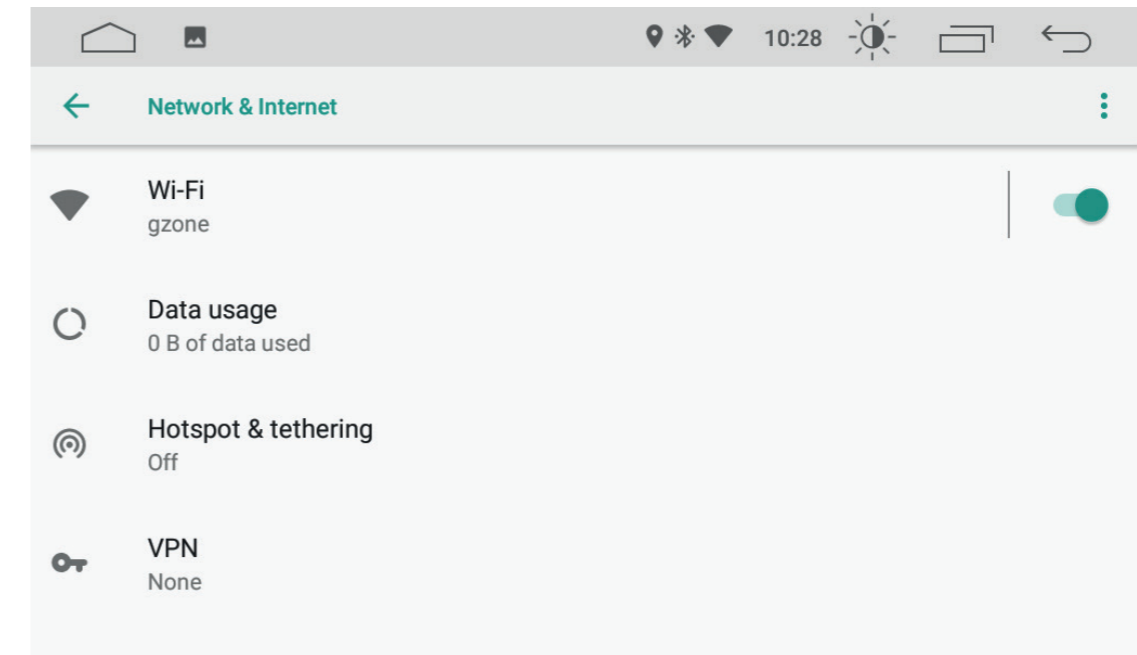 10:28
Network & Internet
Wi-Fi
gzone
Data usage
0 B of data used
Hotspot & tethering
Off
VPN
None